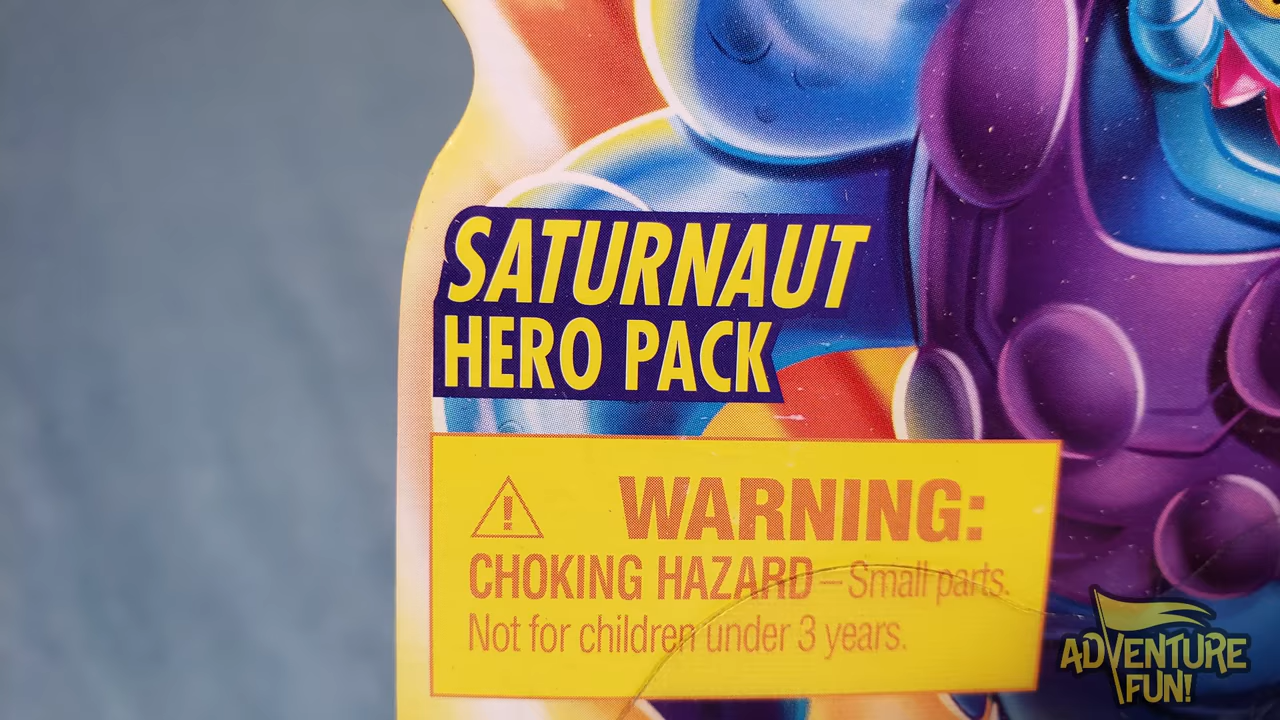 SATURNAUT
HERO PACK
WARNING:
CHOKING HAZARD – Small parts.
Not for children under 3 years.
ADVENTURE
FUN!